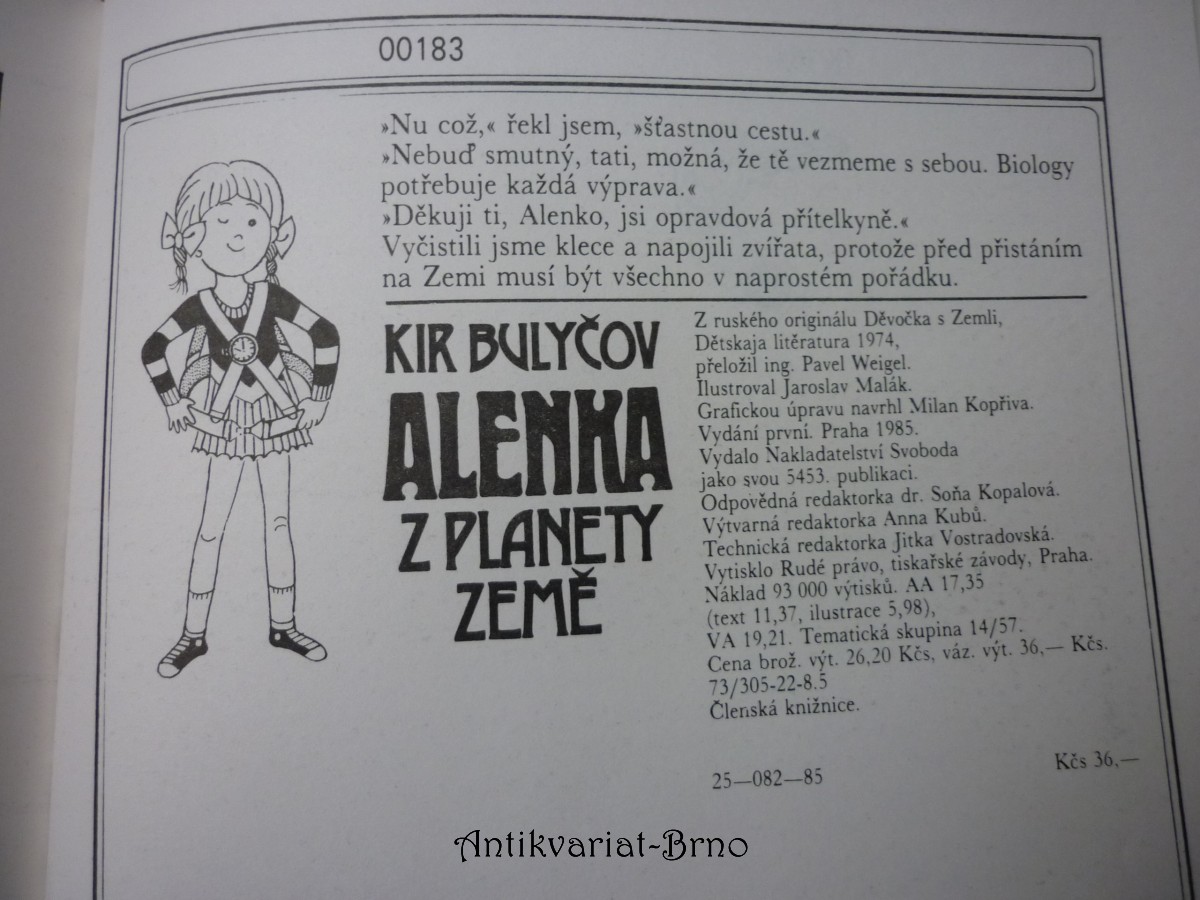 00183
»Nu což,« řekl jsem, »šťastnou cestu.«
»Nebuď smutný, tati, možná, že tě vezmeme s sebou. Biology
potřebuje každá výprava.«
»Děkuji ti, Alenko, jsi opravdová přítelkyně.«
Vyčistili jsme klece a napojili zvířata, protože před přistáním
na Zemi musí být všechno v naprostém pořádku.
KIR BULYČOV
ALENKA
Z PLANETY
ZEMĚ
Z ruského originálu Děvočka s Zemli,
Dětskaja litěratura 1974,
přeložil ing. Pavel Weigel.
Ilustroval Jaroslav Malák.
Grafickou úpravu navrhl Milan Kopřiva.
Vydání první. Praha 1985.
Vydalo Nakladatelství Svoboda
jako svou 5453. publikaci.
Odpovědná redaktorka dr. Soňa Kopalová.
Výtvarná redaktorka Anna Kubů.
Technická redaktorka Jitka Vostradovská.
Vytisklo Rudé právo, tiskařské závody, Praha.
Náklad 93 000 výtisků. AA 17,35
(text 11,37, ilustrace 5,98),
VA 19,21. Tematická skupina 14/57.
Cena brož. výt. 26,20 Kčs, váz. výt. 36,— Kčs.
73/305-22-8.5
Členská knižnice.
25—082—85
Kčs 36,—
Antikvariat-Brno